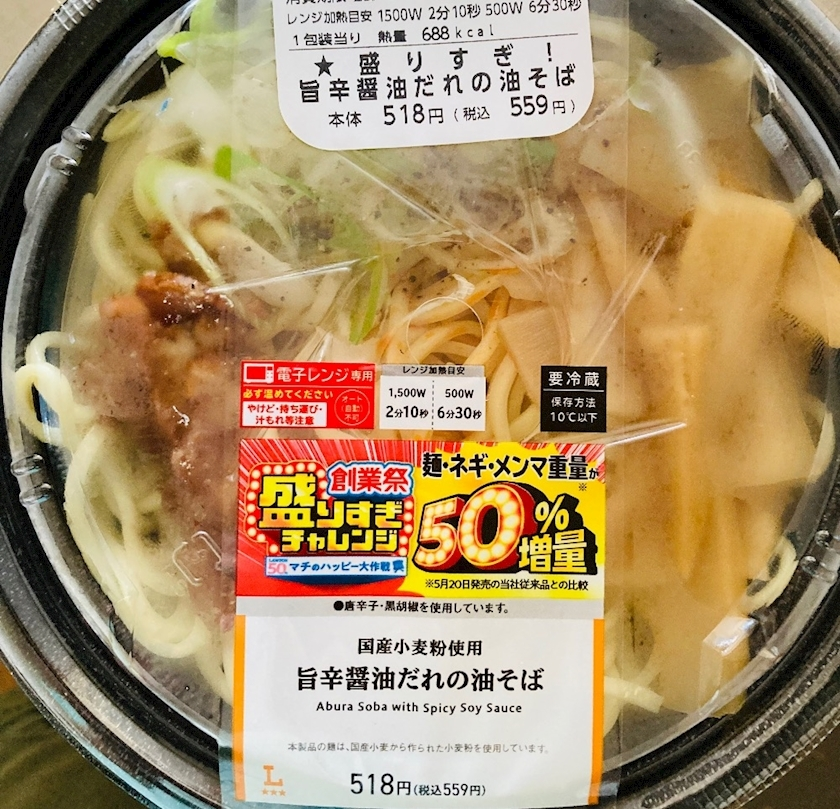 レンジ加熱目安 1500W 2分10秒 500W 6分30秒
1包装当り 熱量 688kcal
★ 盛りすぎ!
旨辛醤油だれの油そば
本体 518円(税込 559円)
電子レンジ専用
必ず温めてください
やけど・持ち運び・
汁もれ等注意
オート
(自動)
不可
レンジ加熱目安
1,500W
2分10秒
500W
6分30秒
要冷蔵
保存方法
10℃以下
創業祭
盛りすぎ
チャレンジ
LAWSON
50th マチのハッピー大作戦
麺・ネギ・メンマ重量が
※
50%
増量
※5月20日発売の当社従来品との比較
●唐辛子・黒胡椒を使用しています。
国産小麦粉使用
旨辛醤油だれの油そば
Abura Soba with Spicy Soy Sauce
本製品の麺は、国産小麦から作られた小麦粉を使用しています。
L
★★★
518円(税込559円)